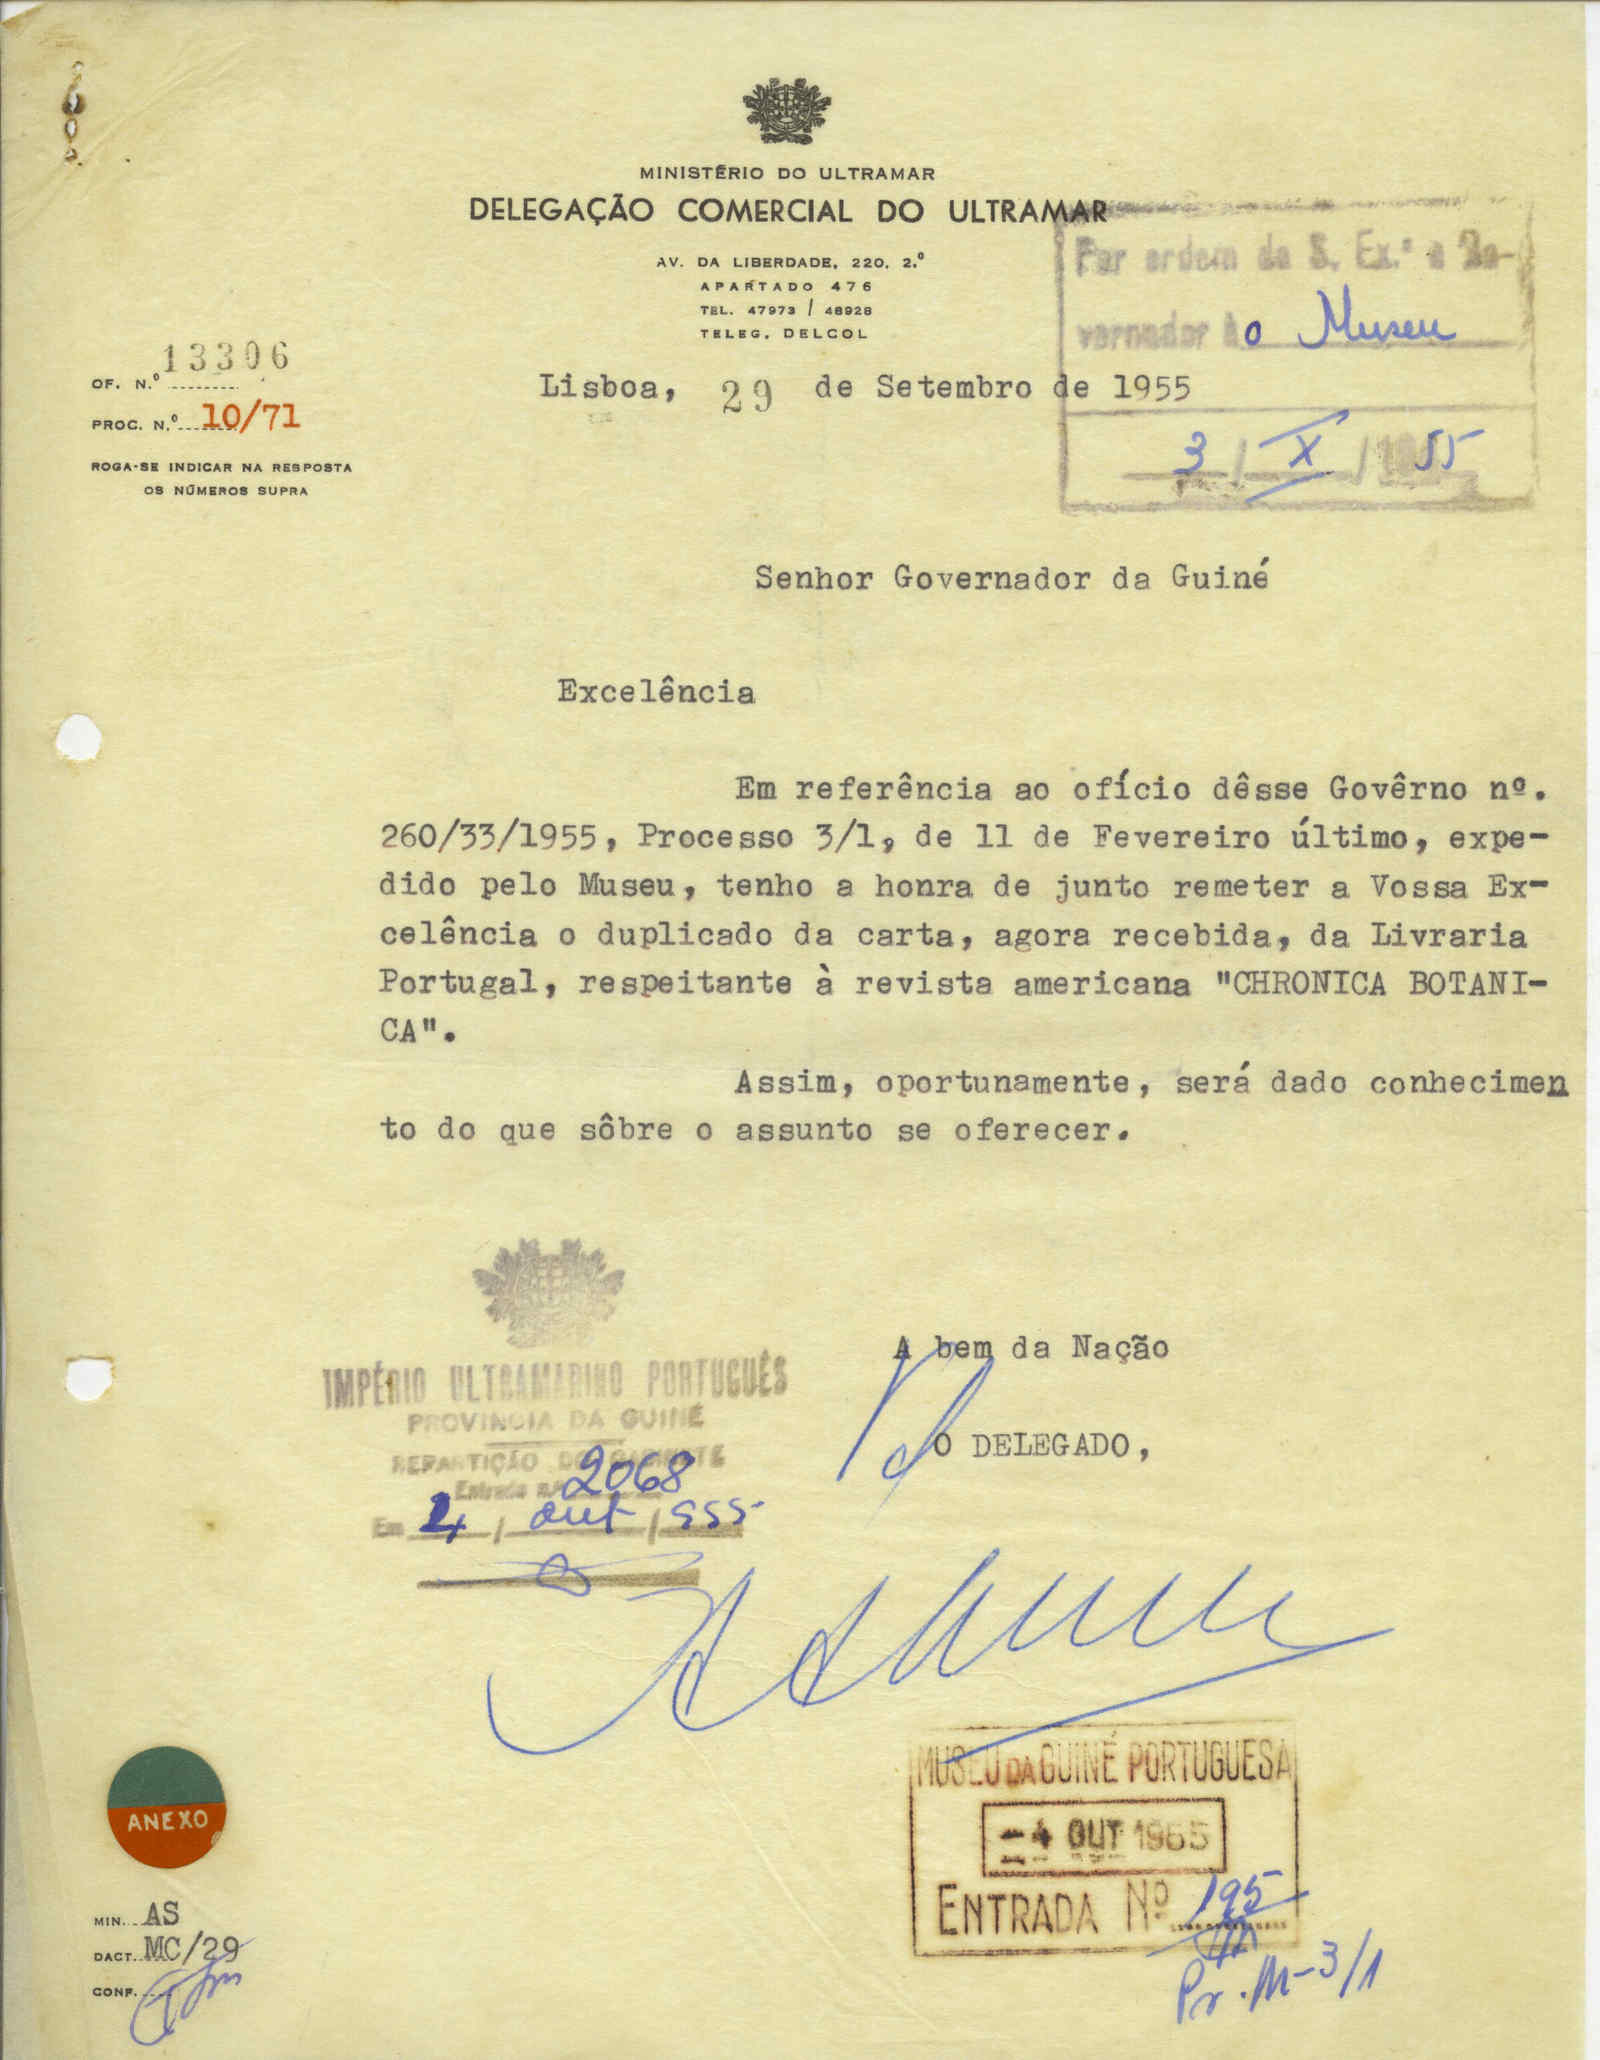 MINISTÉRIO DO ULTRAMAR
DELEGAÇÃO COMERCIAL DO ULTRAMAR
AV. DA LIBERDADE, 220, 2.º
APARTADO 476
TEL. 47973 / 48928
TELEG. DELCOL
Por ordem de S. Ex.ª o Go-
vernador ào Museu
3 / X / 1955
OF. N.º 13306
PROC. N.º 10/71
ROGA-SE INDICAR NA RESPOSTA
OS NÚMEROS SUPRA
Lisboa, 29 de Setembro de 1955
Senhor Governador da Guiné
Excelência
Em referência ao ofício dêsse Govêrno nº.
260/33/1955, Processo 3/1, de 11 de Fevereiro último, expe-
dido pelo Museu, tenho a honra de junto remeter a Vossa Ex-
celência o duplicado da carta, agora recebida, da Livraria
Portugal, respeitante à revista americana "CHRONICA BOTANI-
CA".
Assim, oportunamente, será dado conhecimen
to do que sôbre o assunto se oferecer.
A bem da Nação
O DELEGADO,
IMPÉRIO ULTRAMARINO PORTUGUÊS
PROVINCIA DA GUINÉ
REPARTIÇÃO DO GABINETE
Entrada n.º 2068
Em / out / 955
MUSEU DA GUINÉ PORTUGUESA
-4 OUT 1955
ENTRADA Nº 195
Pr. M-3/1
ANEXO
MIN. AS
DACT. MC/29
CONF.